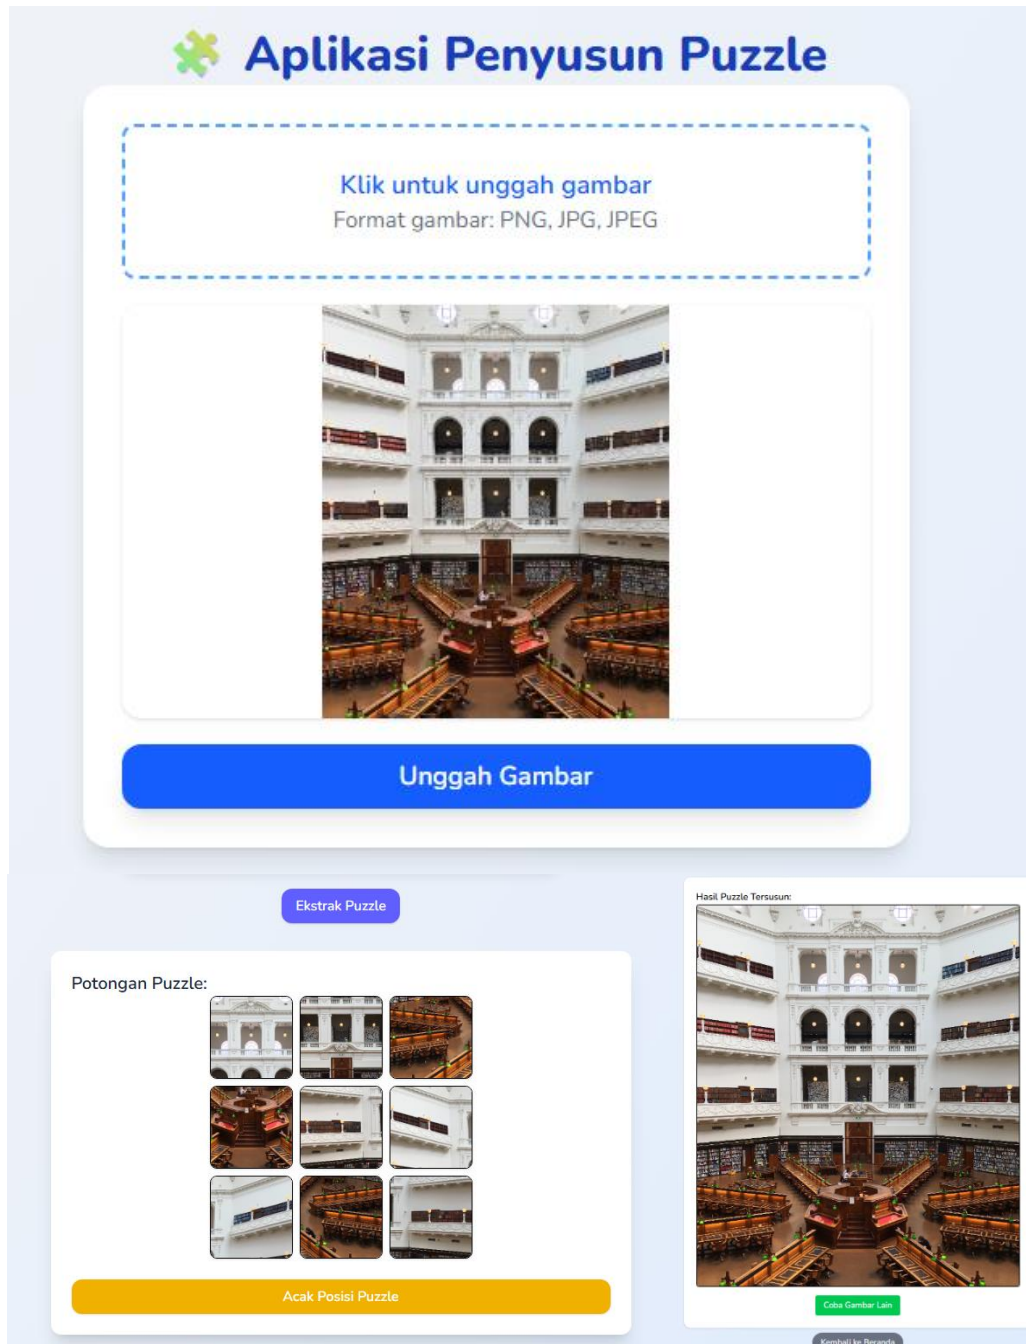 Aplikasi Penyusun Puzzle
Klik untuk unggah gambar
Format gambar: PNG, JPG, JPEG
Unggah Gambar
Ekstrak Puzzle
Potongan Puzzle:
Acak Posisi Puzzle
Hasil Puzzle Tersusun:
Coba Gambar Lain
Kembali ke Beranda